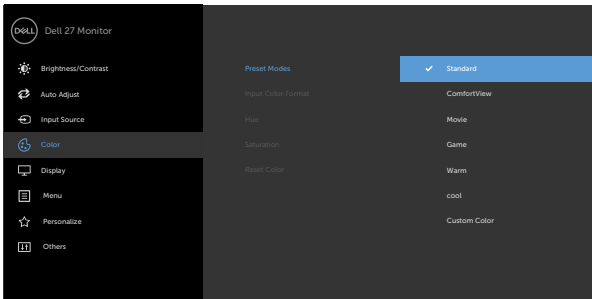 DELL
Dell 27 Monitor
Brightness/Contrast
Auto Adjust
Input Source
Color
Display
Menu
Personalize
Others
Preset Modes
Input Color Format
Hue
Saturation
Reset Color
Standard
ComfortView
Movie
Game
Warm
cool
Custom Color